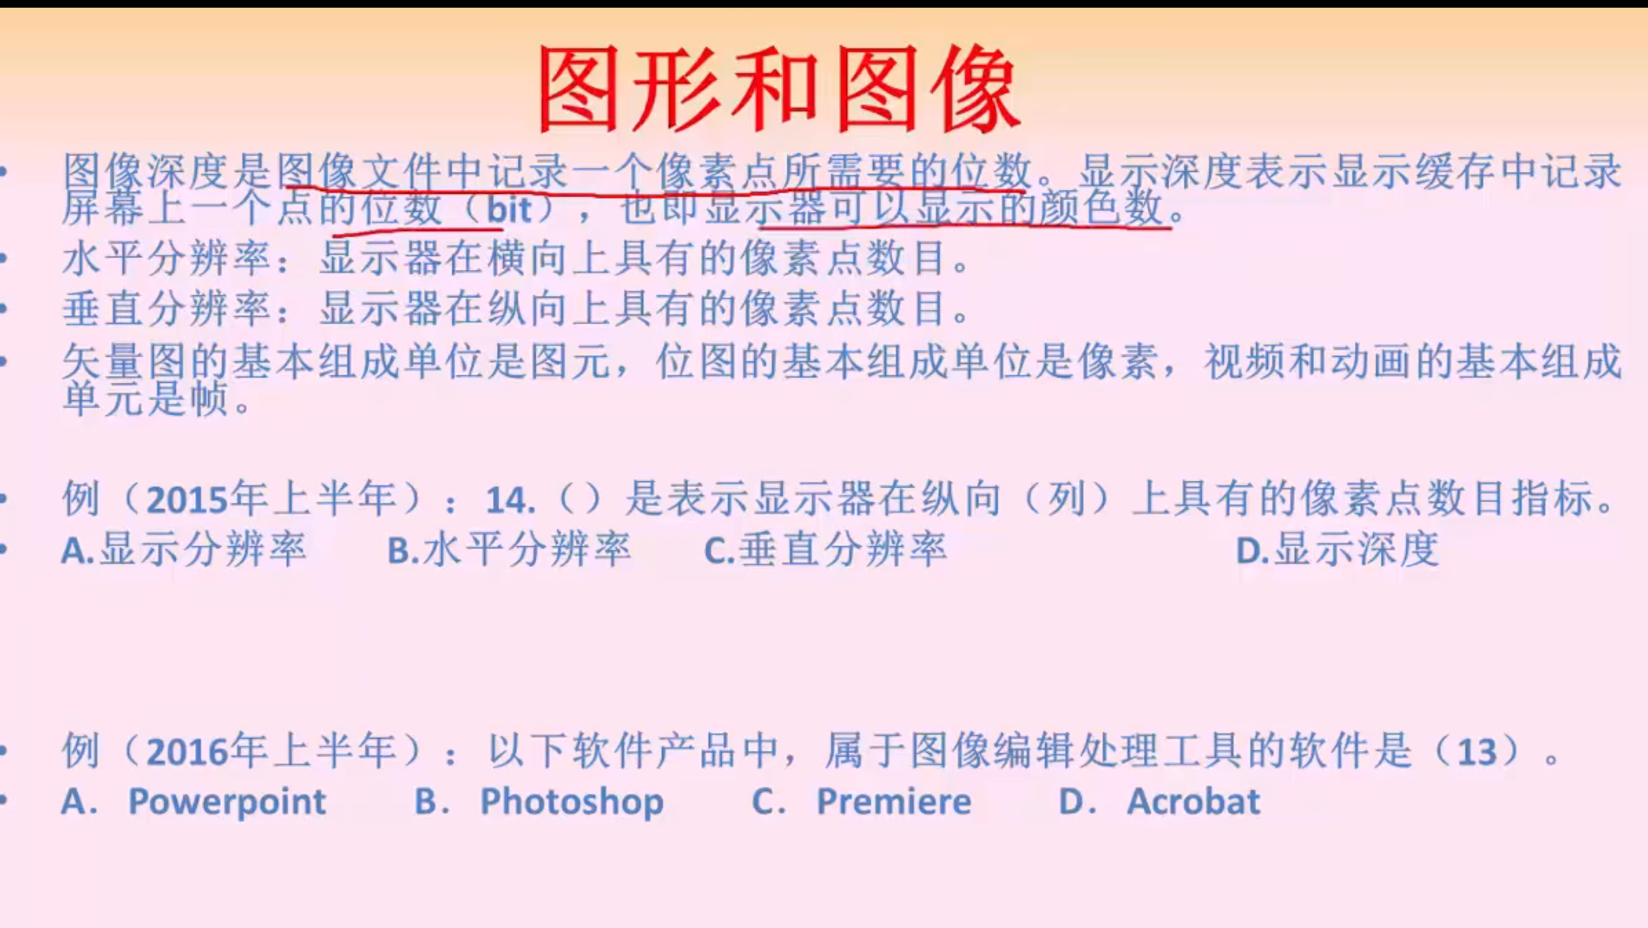 图形和图像
• 图像深度是图像文件中记录一个像素点所需要的位数。显示深度表示显示缓存中记录
屏幕上一个点的位数（bit），也即显示器可以显示的颜色数。
• 水平分辨率：显示器在横向上具有的像素点数目。
• 垂直分辨率：显示器在纵向上具有的像素点数目。
• 矢量图的基本组成单位是图元，位图的基本组成单位是像素，视频和动画的基本组成
单元是帧。
• 例（2015年上半年）：14.（）是表示显示器在纵向（列）上具有的像素点数目指标。
• A.显示分辨率 B.水平分辨率 C.垂直分辨率 D.显示深度
• 例（2016年上半年）：以下软件产品中，属于图像编辑处理工具的软件是（13）。
• A. Powerpoint B. Photoshop C. Premiere D. Acrobat